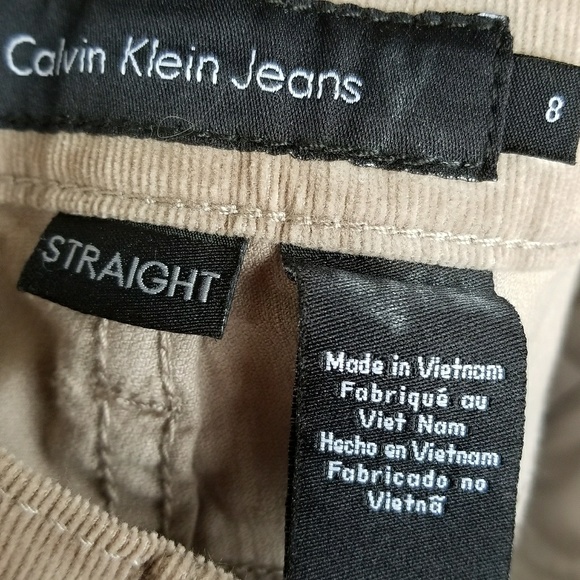 Calvin Klein Jeans
8
STRAIGHT
Made in Vietnam
Fabriqué au
Viet Nam
Hecho en Vietnam
Fabricado no
Vietnã